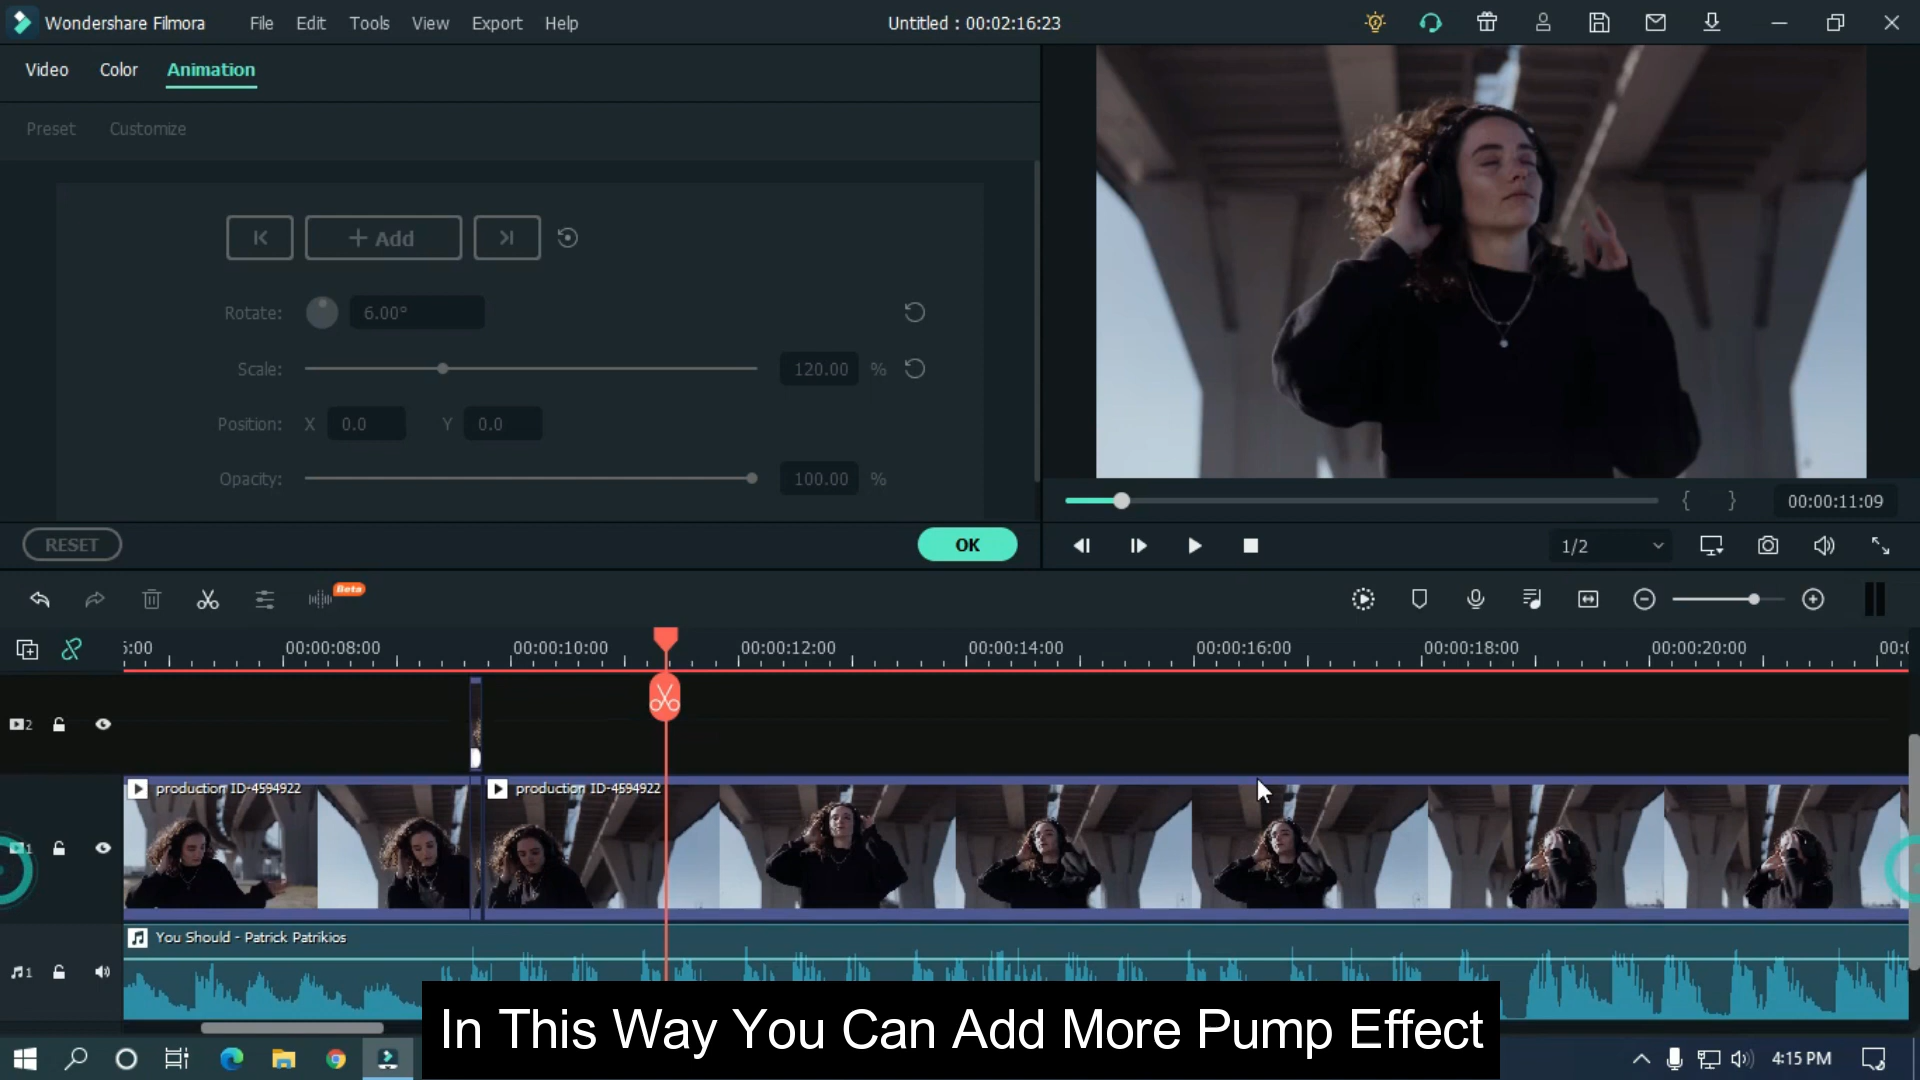 Wondershare Filmora File Edit Tools View Export Help Untitled : 00:02:16:23
Video Color Animation
Preset Customize
+ Add
Rotate: 6.00°
Scale: 120.00 %
Position: X 0.0 Y 0.0
Opacity: 100.00 %
{ } 00:00:11:09
RESET OK
1/2
Beta
00:00:08:00 00:00:10:00 00:00:12:00 00:00:14:00 00:00:16:00 00:00:18:00 00:00:20:00
2
production ID-4594922 production ID-4594922
1
You Should - Patrick Patrikios
1
In This Way You Can Add More Pump Effect
4:15 PM